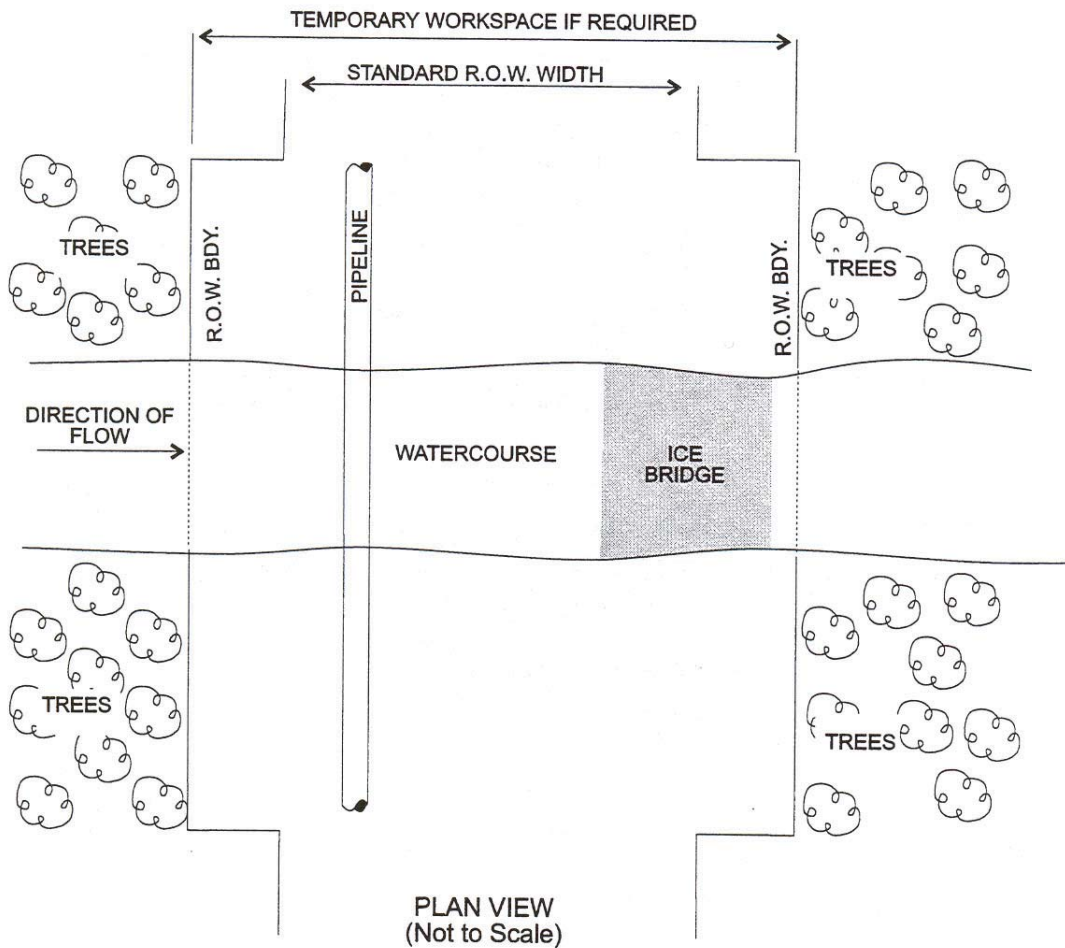 TEMPORARY WORKSPACE IF REQUIRED
STANDARD R.O.W. WIDTH
TREES
R.O.W. BDY.
PIPELINE
R.O.W. BDY.
TREES
DIRECTION OF
FLOW
WATERCOURSE
ICE
BRIDGE
TREES
TREES
PLAN VIEW
(Not to Scale)